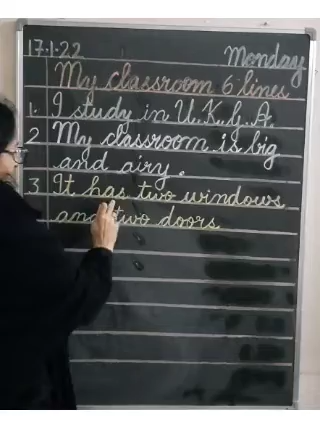 17.1.22 Monday
My classroom 6 lines
1. I study in U.K.G. A
2 My classroom is big
and airy.
3. It has two windows
and two doors